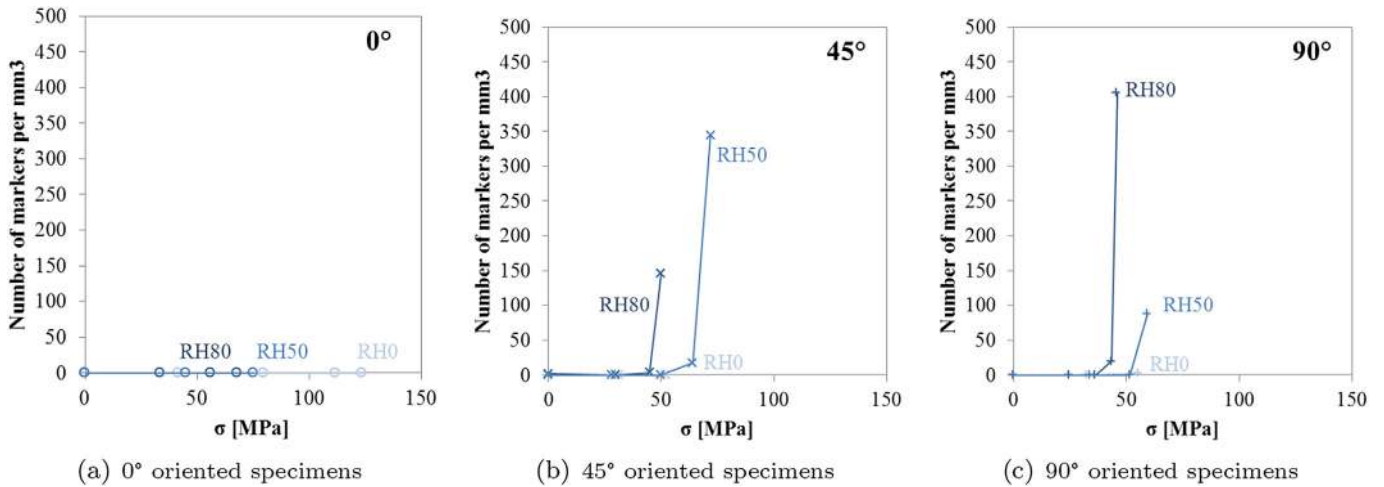 Number of markers per mm3
500
450
400
350
300
250
200
150
100
50
0
0°
RH80 RH50 RH0
0 50 100 150
σ [MPa]
(a) 0° oriented specimens
Number of markers per mm3
500
450
400
350
300
250
200
150
100
50
0
45°
RH50
RH80
RH0
0 50 100 150
σ [MPa]
(b) 45° oriented specimens
Number of markers per mm3
500
450
400
350
300
250
200
150
100
50
0
90°
RH80
RH50
RH0
0 50 100 150
σ [MPa]
(c) 90° oriented specimens